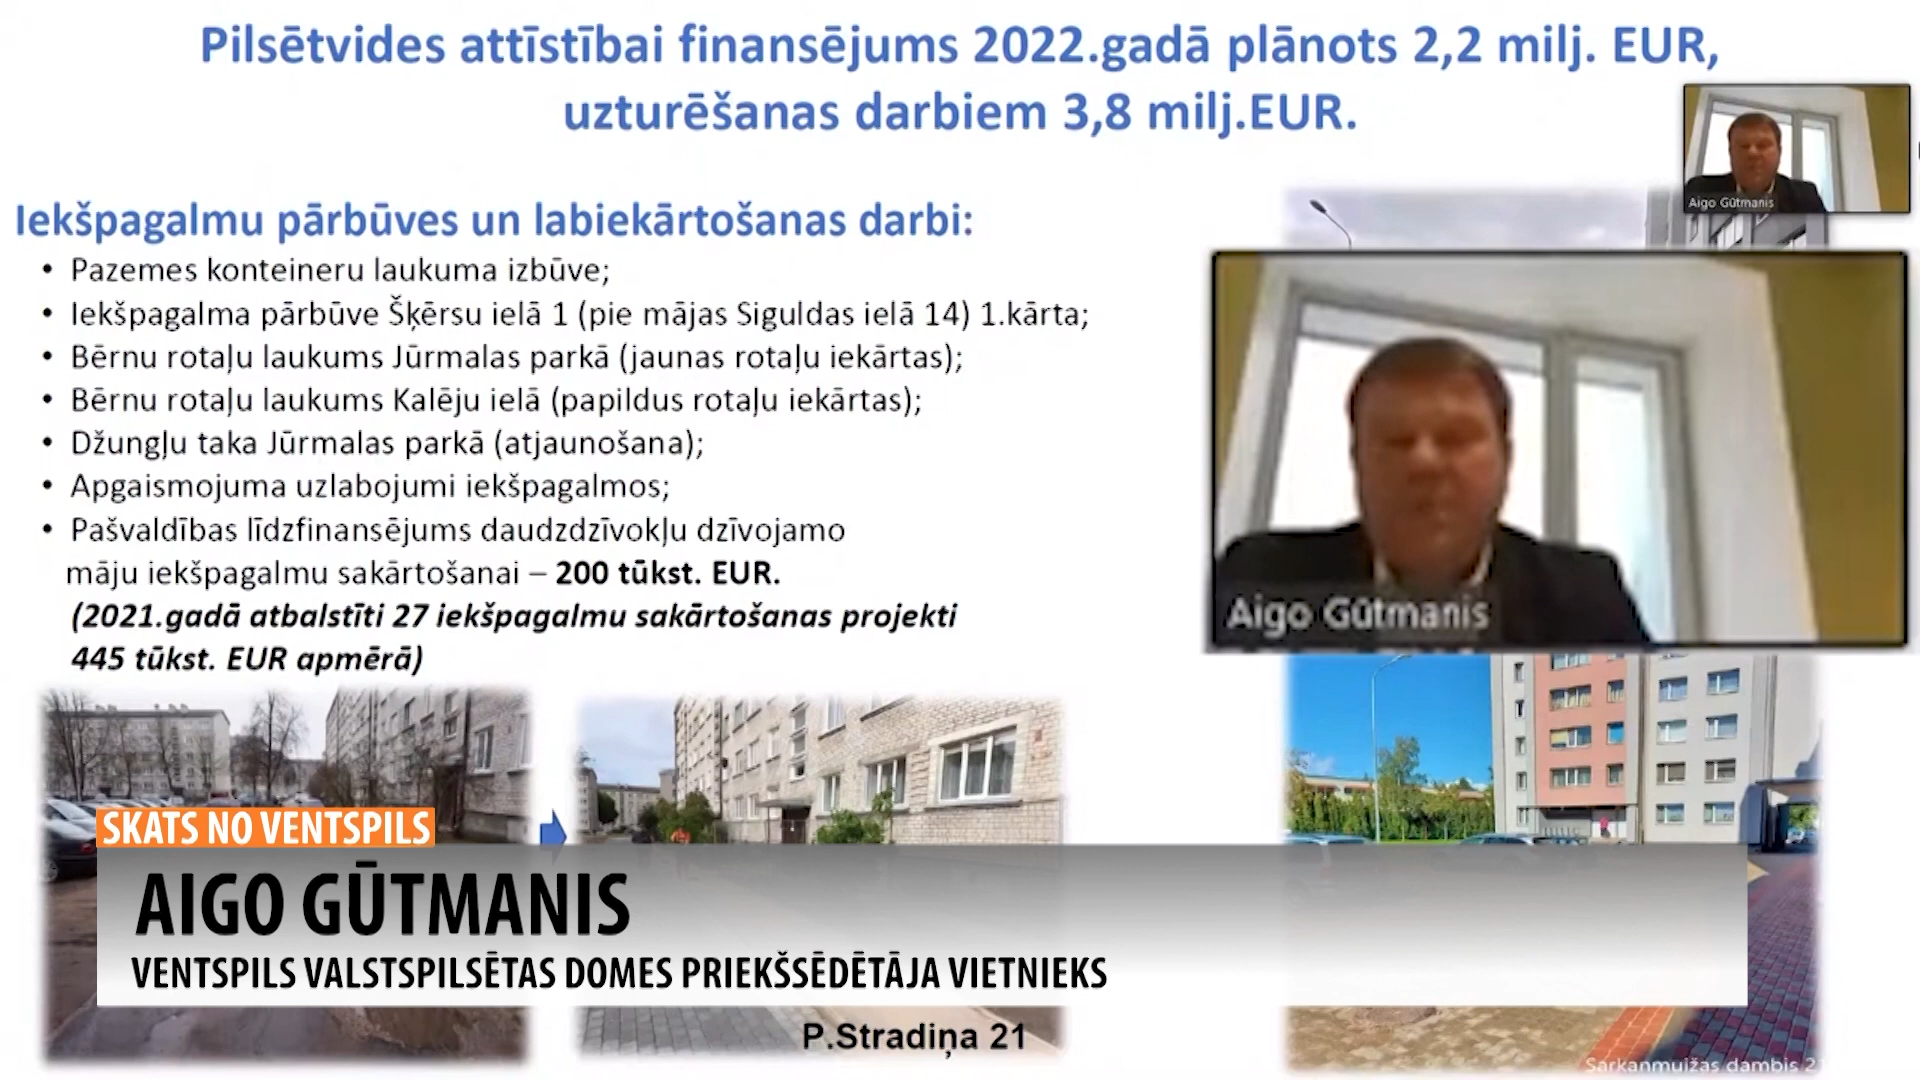 Pilsētvides attīstībai finansējums 2022.gadā plānots 2,2 milj. EUR,
uzturēšanas darbiem 3,8 milj.EUR.
Aigo Gūtmanis
Iekšpagalmu pārbūves un labiekārtošanas darbi:
• Pazemes konteineru laukuma izbūve;
• Iekšpagalma pārbūve Šķērsu ielā 1 (pie mājas Siguldas ielā 14) 1.kārta;
• Bērnu rotaļu laukums Jūrmalas parkā (jaunas rotaļu iekārtas);
• Bērnu rotaļu laukums Kalēju ielā (papildus rotaļu iekārtas);
• Džungļu taka Jūrmalas parkā (atjaunošana);
• Apgaismojuma uzlabojumi iekšpagalmos;
• Pašvaldības līdzfinansējums daudzdzīvokļu dzīvojamo
māju iekšpagalmu sakārtošanai – 200 tūkst. EUR.
(2021.gadā atbalstīti 27 iekšpagalmu sakārtošanas projekti
445 tūkst. EUR apmērā)
Aigo Gūtmanis
SKATS NO VENTSPILS
AIGO GŪTMANIS
VENTSPILS VALSTSPILSĒTAS DOMES PRIEKŠSĒDĒTĀJA VIETNIEKS
P.Stradiņa 21
Sarkanmuižas dambis